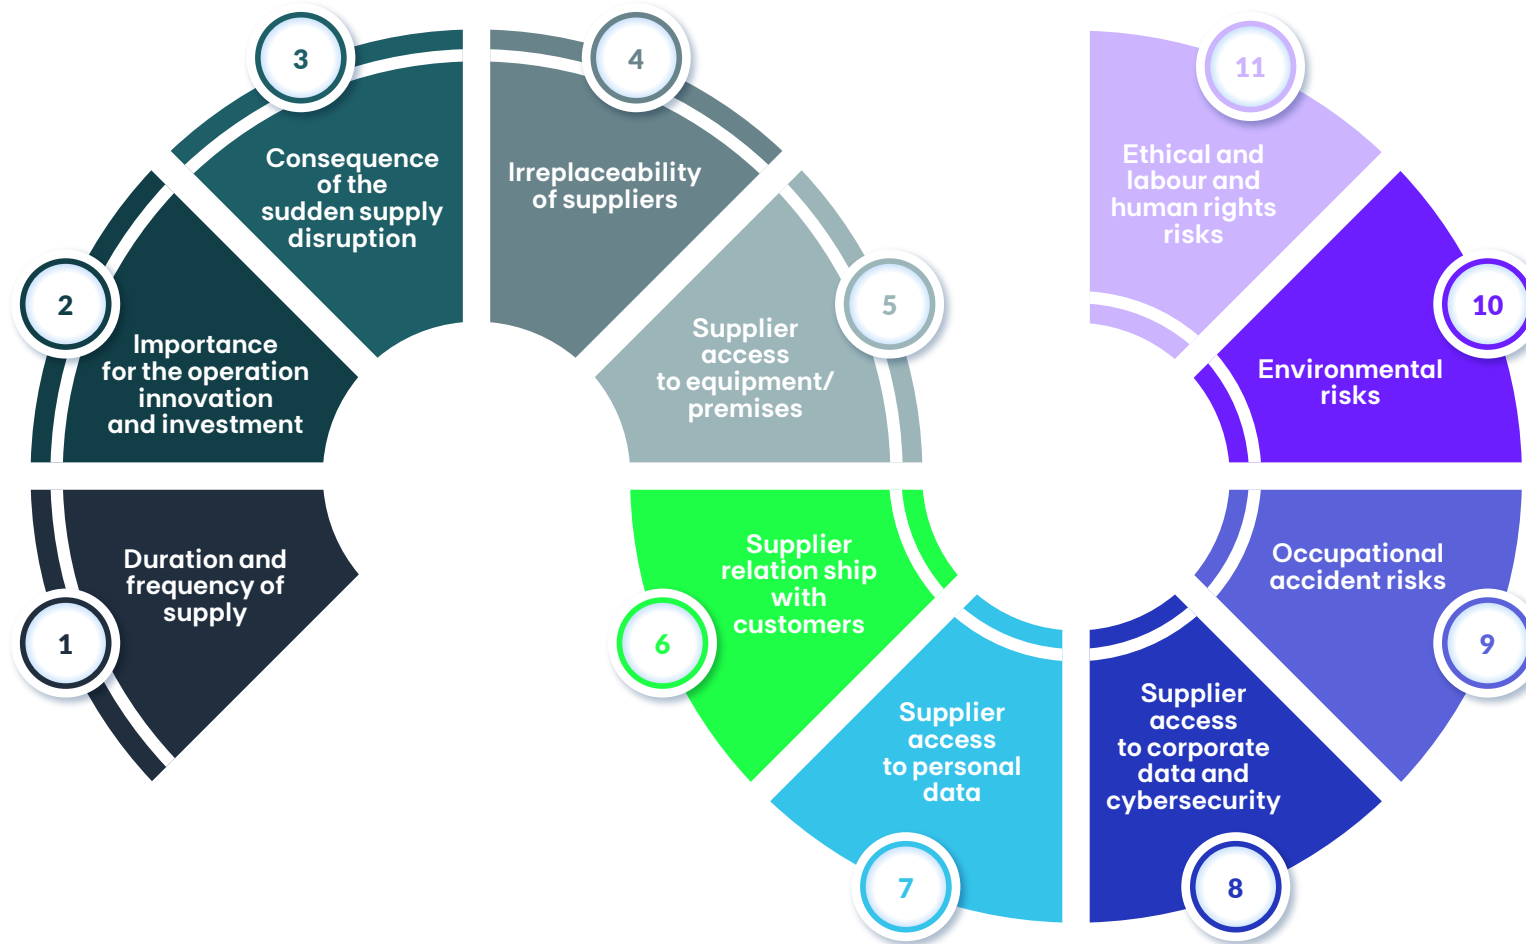 1
Duration and
frequency of
supply
2
Importance
for the operation
innovation
and investment
3
Consequence
of the
sudden supply
disruption
4
Irreplaceability
of suppliers
5
Supplier
access
to equipment/
premises
6
Supplier
relation ship
with
customers
7
Supplier
access
to personal
data
8
Supplier
access
to corporate
data and
cybersecurity
9
Occupational
accident risks
10
Environmental
risks
11
Ethical and
labour and
human rights
risks